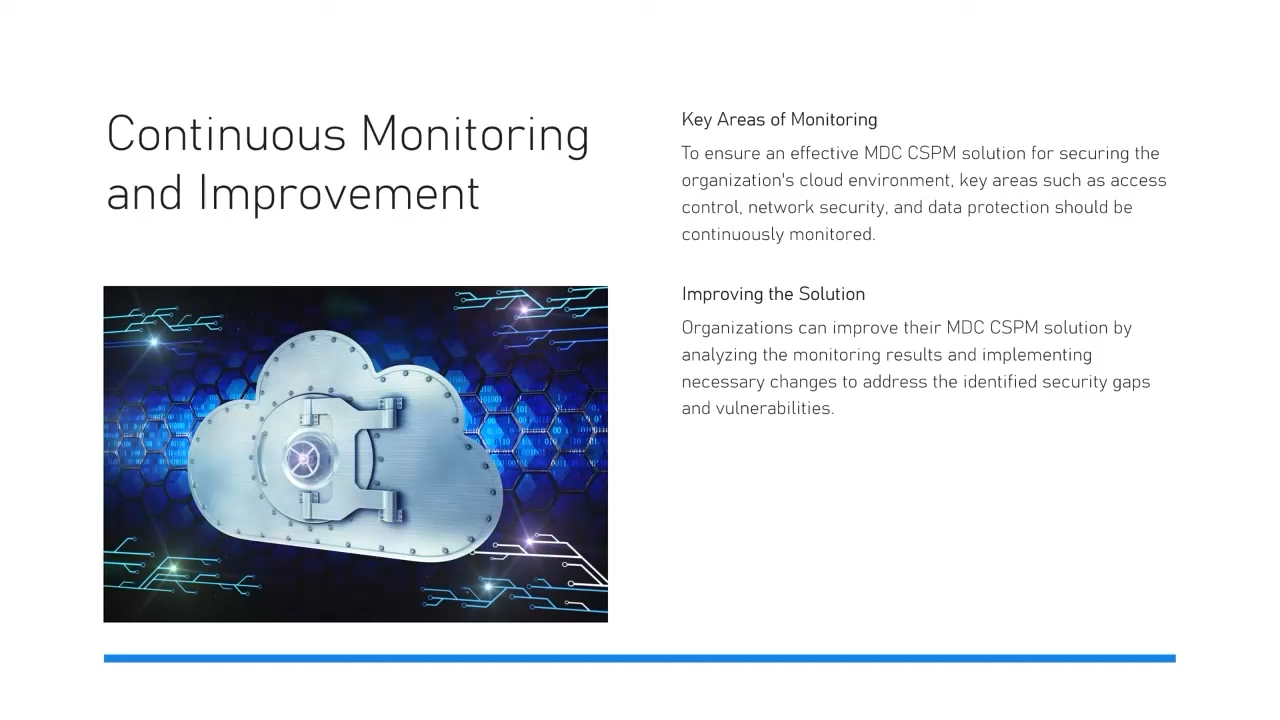 Continuous Monitoring
and Improvement
Key Areas of Monitoring
To ensure an effective MDC CSPM solution for securing the
organization's cloud environment, key areas such as access
control, network security, and data protection should be
continuously monitored.
Improving the Solution
Organizations can improve their MDC CSPM solution by
analyzing the monitoring results and implementing
necessary changes to address the identified security gaps
and vulnerabilities.